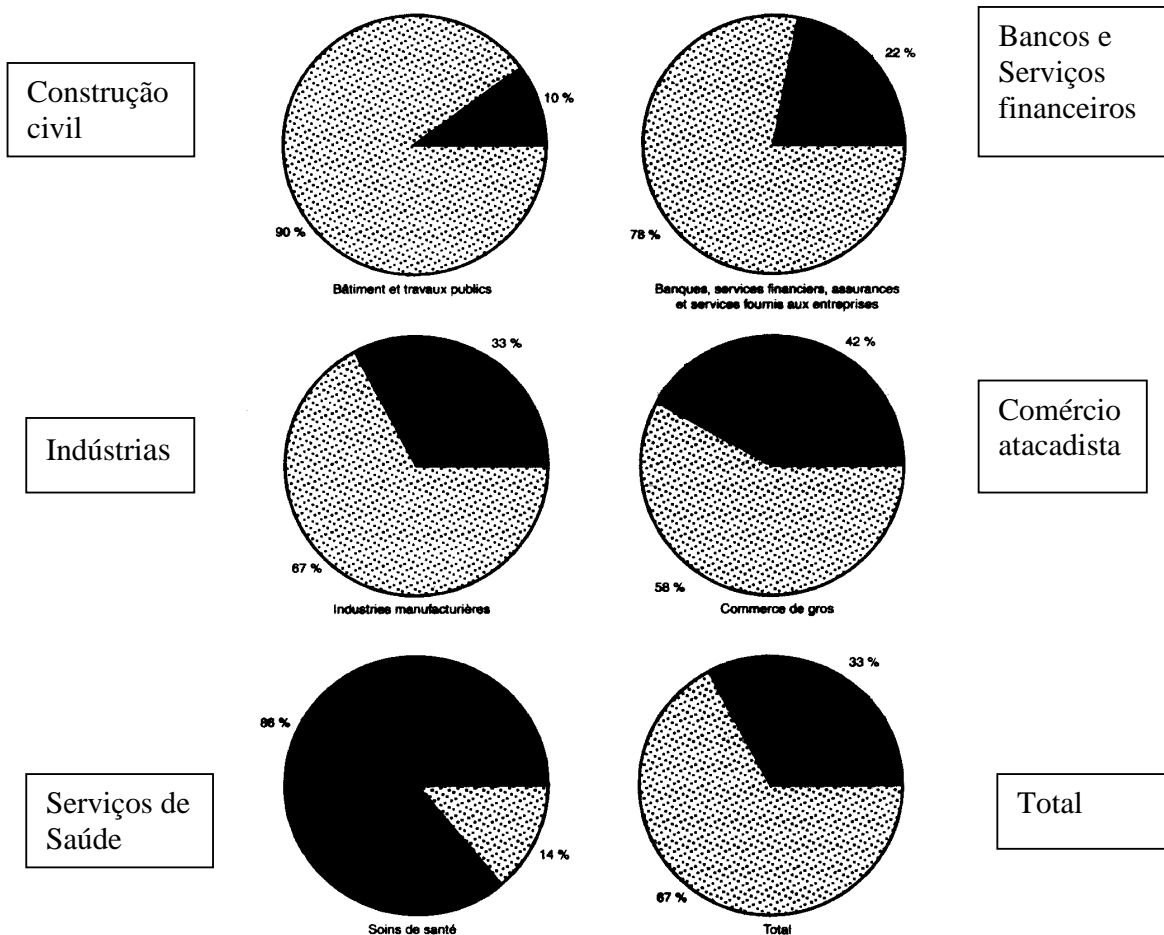 Construção
civil
10 %
90 %
Bâtiment et travaux publics
22 %
78 %
Banques, services financiers, assurances
et services fournis aux entreprises
Bancos e
Serviços
financeiros
Indústrias
33 %
67 %
Industries manufacturières
42 %
58 %
Commerce de gros
Comércio
atacadista
Serviços de
Saúde
86 %
14 %
Soins de santé
33 %
67 %
Total
Total